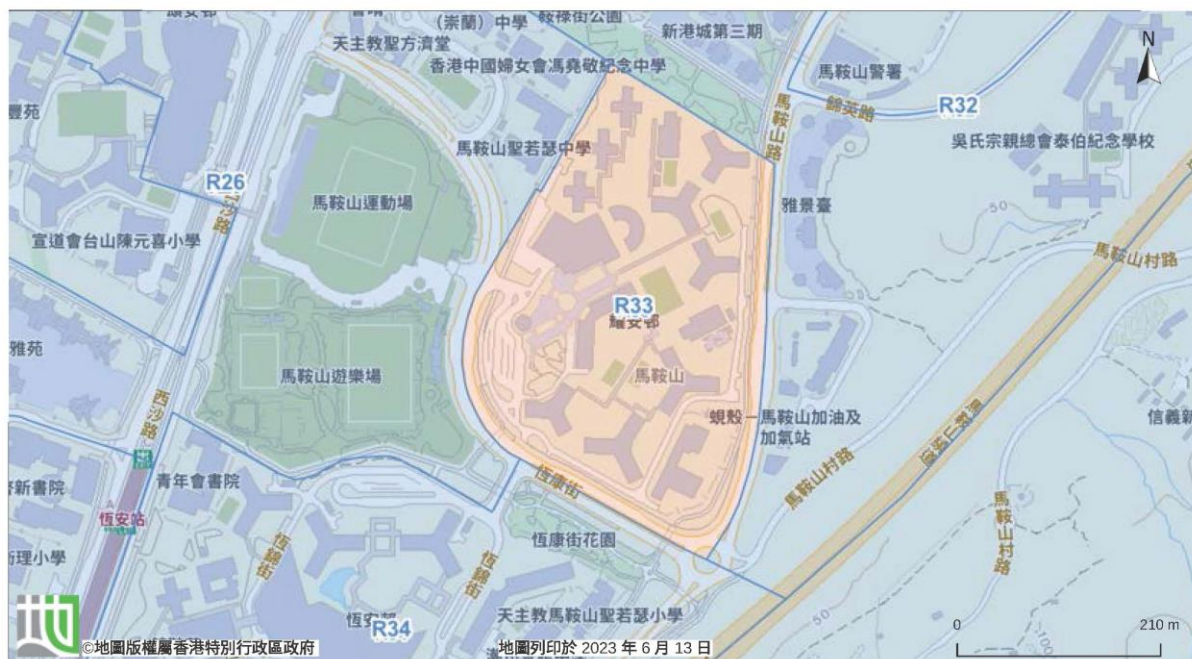 （崇蘭）中學
鞍祿街公園
新港城第三期
天主教聖方濟堂
香港中國婦女會馮堯敬紀念中學
N
馬鞍山警署
錦英路
R32
馬鞍山路
豐苑
馬鞍山聖若瑟中學
吳氏宗親總會泰伯紀念學校
R26
馬鞍山運動場
雅景臺
50
宣道會台山陳元喜小學
馬鞍山村路
R33
耀安邨
雅苑
馬鞍山遊樂場
馬鞍山
西沙路
蜆殼－馬鞍山加油及
加氣站
信義新
青年會書院
恆康街
馬鞍山村路
馬鞍山村路
恆安站
恆康街花園
理小學
恆錦街
恆錦街
天主教馬鞍山聖若瑟小學
50
100
R34
0
210 m
©地圖版權屬香港特別行政區政府
地圖列印於 2023 年 6 月 13 日